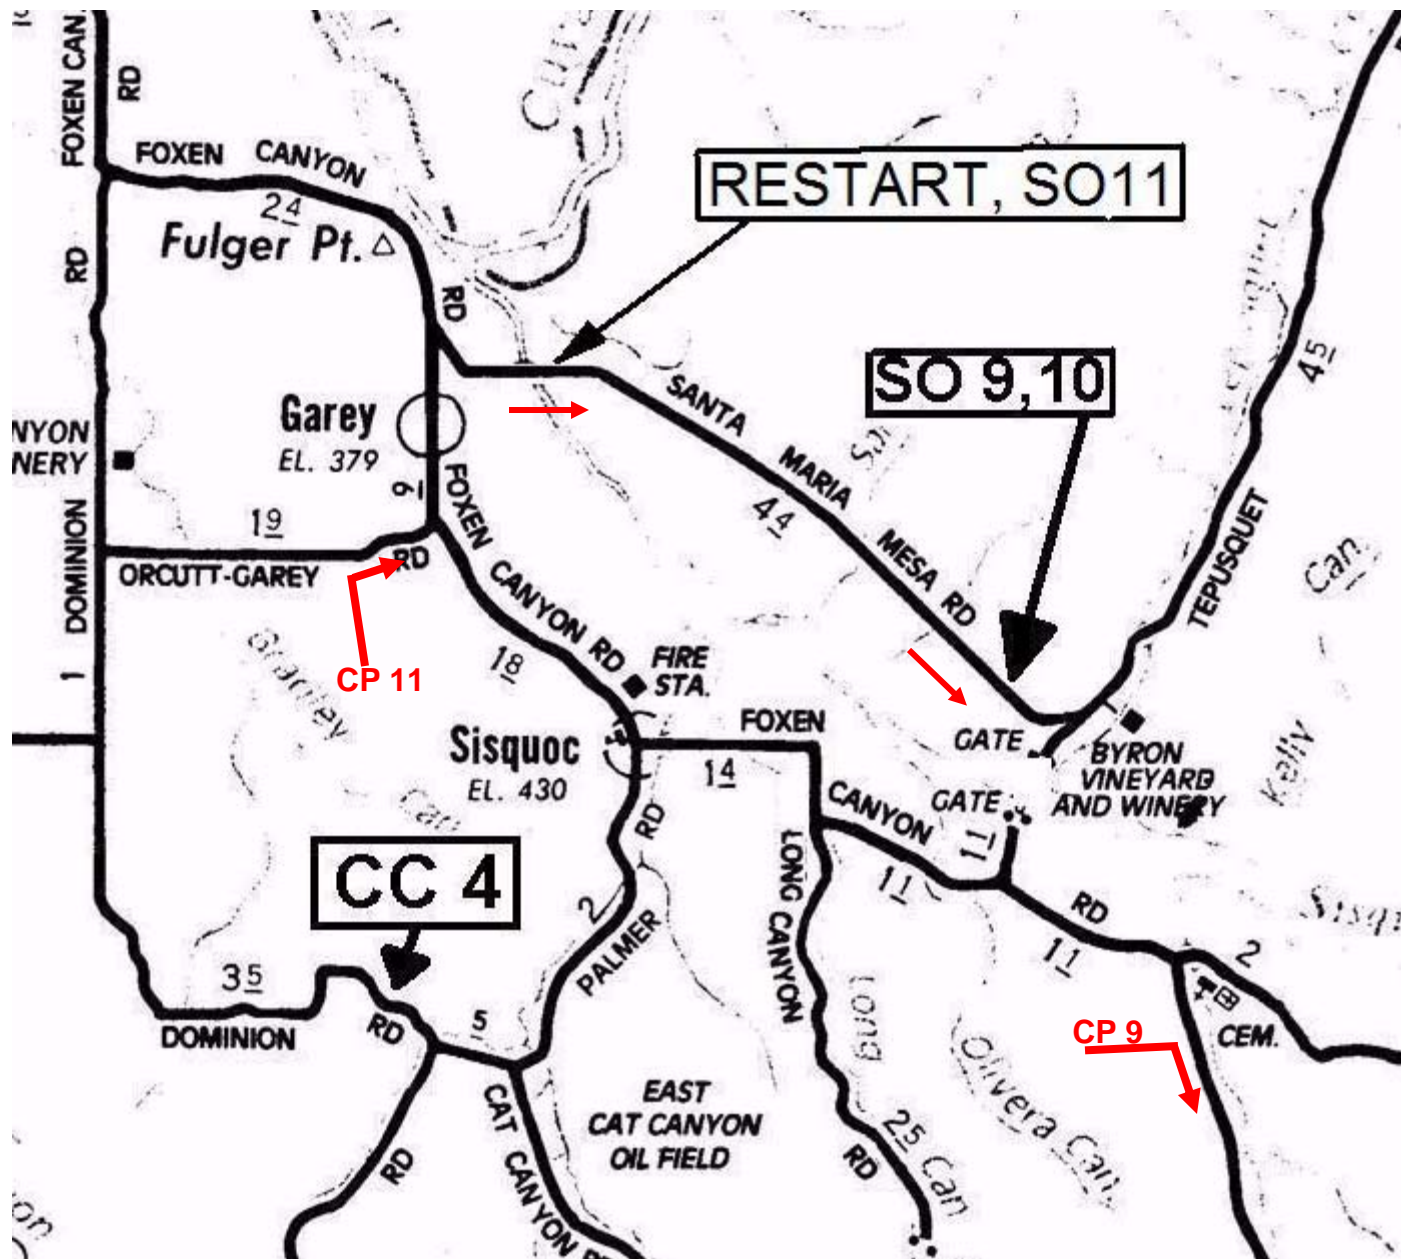 FOXEN CAN.
RD
FOXEN CANYON
RD
24
Fulger Pt.
RD
RESTART, SO11
SO 9,10
SANTA MARIA MESA RD
44
45
TEPUSQUET
Garey
EL. 379
NYON
NERY
DOMINION
1
19
ORCUTT-GAREY
RD
9
CP 11
FOXEN CANYON RD
18
FIRE
STA.
Sisquoc
EL. 430
FOXEN
14
CANYON
RD
GATE
GATE
BYRON
VINEYARD
AND WINERY
11
11
11
2
Can
Kelly
Bradley
Can
CC 4
RD
2
PALMER
LONG CANYON
RD
35
DOMINION
RD
5
RD
CAT CANYON
EAST
CAT CANYON
OIL FIELD
Long
Can
25
Olivera Can.
CP 9
CEM.